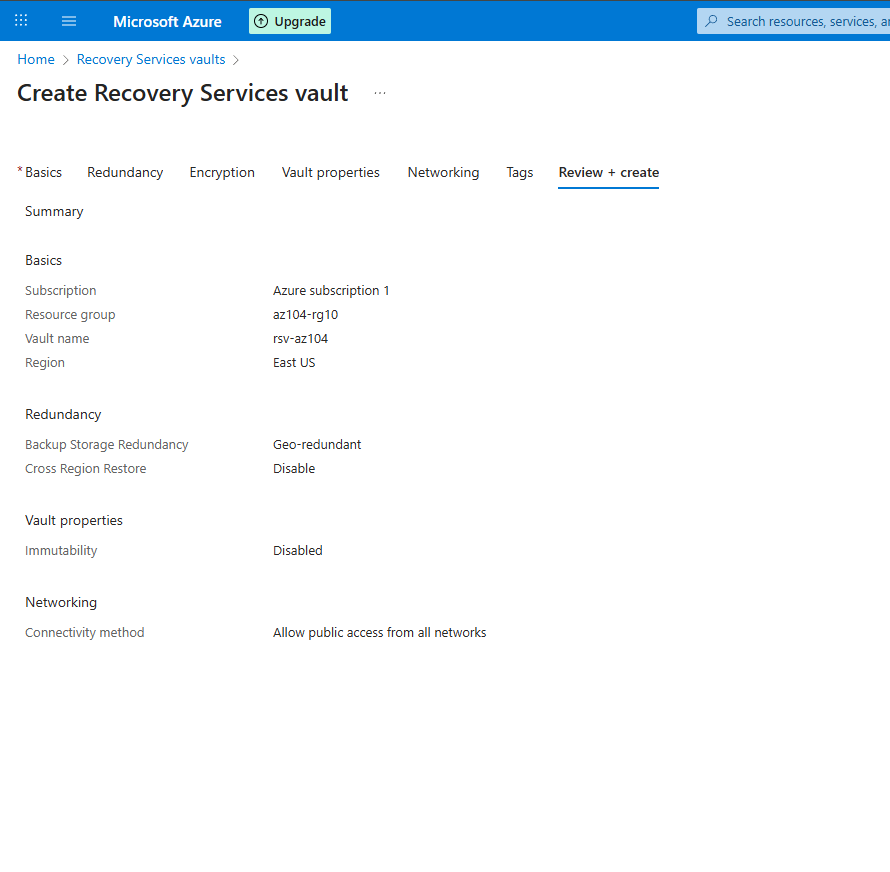 Microsoft Azure
Upgrade
Search resources, services, an
Home > Recovery Services vaults >
Create Recovery Services vault ...
* Basics Redundancy Encryption Vault properties Networking Tags Review + create
Summary
Basics
Subscription Azure subscription 1
Resource group az104-rg10
Vault name rsv-az104
Region East US
Redundancy
Backup Storage Redundancy Geo-redundant
Cross Region Restore Disable
Vault properties
Immutability Disabled
Networking
Connectivity method Allow public access from all networks